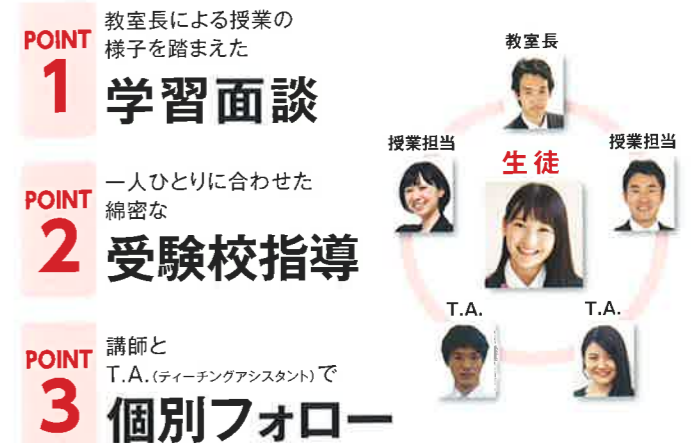 POINT
1
教室長による授業の
様子を踏まえた
学習面談
POINT
2
一人ひとりに合わせた
綿密な
受験校指導
POINT
3
講師と
T.A.(ティーチングアシスタント)で
個別フォロー
教室長
授業担当
授業担当
生徒
T.A.
T.A.